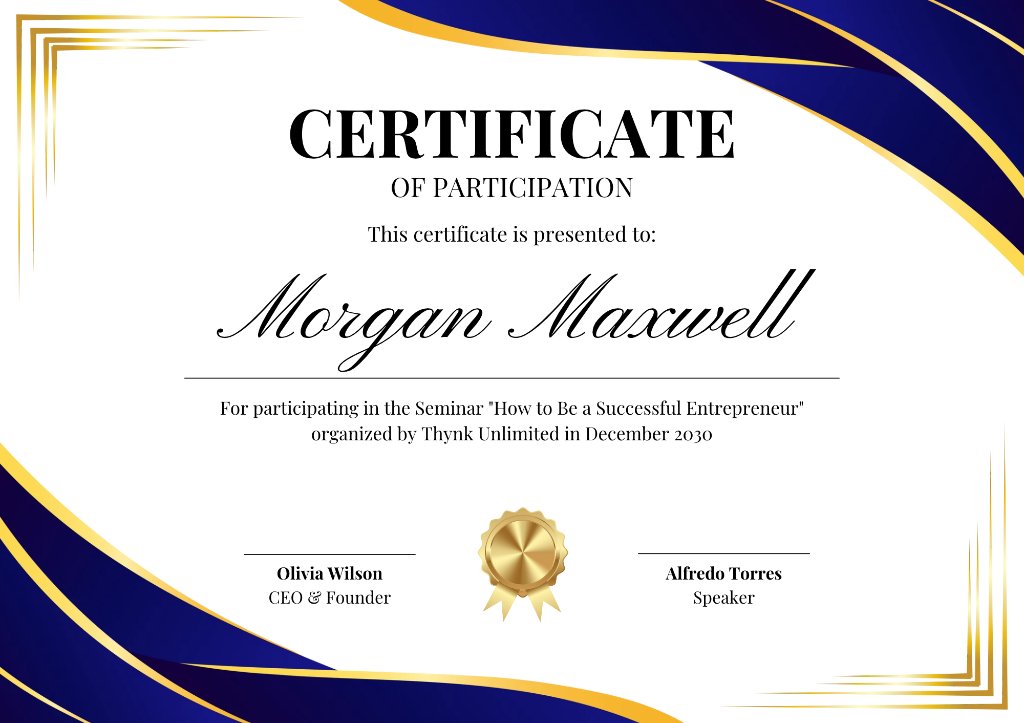 CERTIFICATE
OF PARTICIPATION
This certificate is presented to:
Morgan Maxwell
For participating in the Seminar "How to Be a Successful Entrepreneur"
organized by Thynk Unlimited in December 2030
Olivia Wilson
CEO & Founder
Alfredo Torres
Speaker